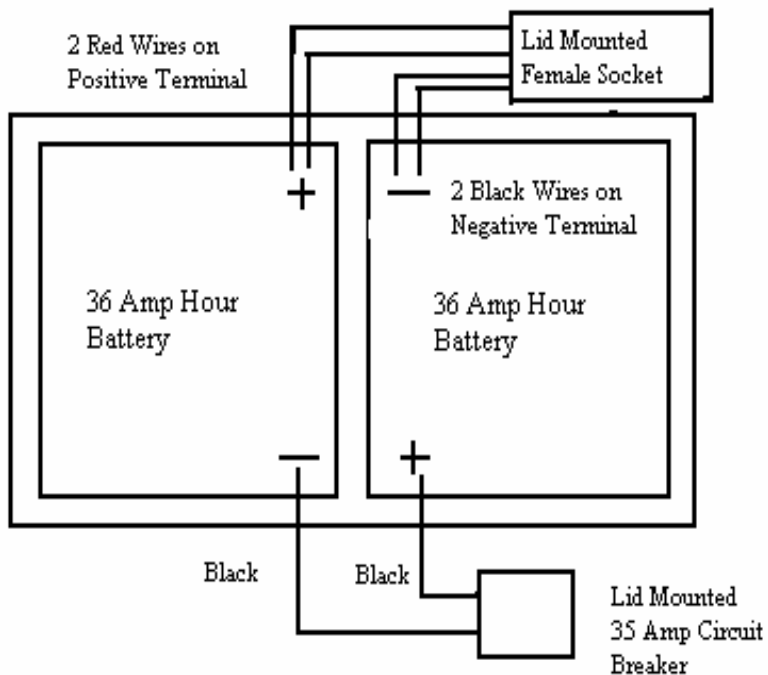 2 Red Wires on
Positive Terminal
Lid Mounted
Female Socket
+
—
2 Black Wires on
Negative Terminal
36 Amp Hour
Battery
36 Amp Hour
Battery
—
+
Black
Black
Lid Mounted
35 Amp Circuit
Breaker